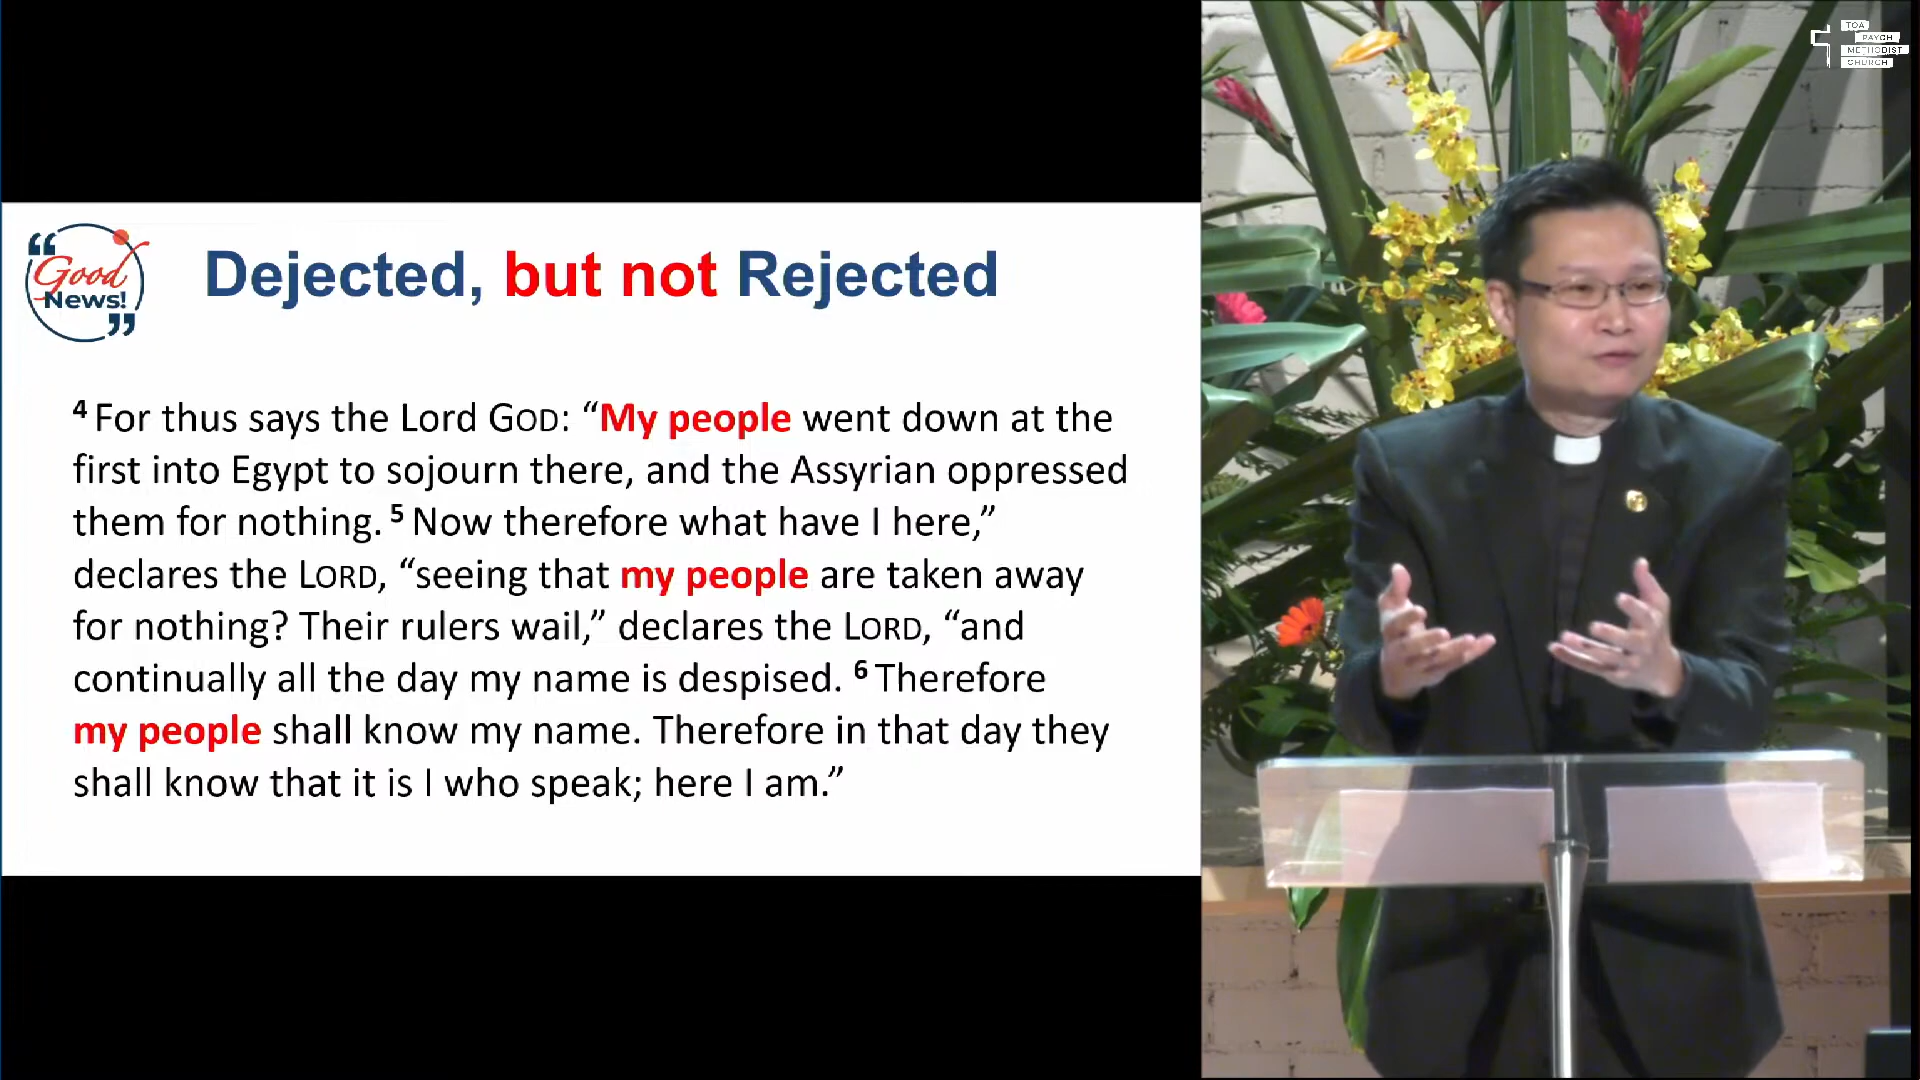 “Good
News!”
Dejected, but not Rejected
4 For thus says the Lord GOD: “My people went down at the
first into Egypt to sojourn there, and the Assyrian oppressed
them for nothing. 5 Now therefore what have I here,”
declares the LORD, “seeing that my people are taken away
for nothing? Their rulers wail,” declares the LORD, “and
continually all the day my name is despised. 6 Therefore
my people shall know my name. Therefore in that day they
shall know that it is I who speak; here I am.”
TOA
PAYOH
METHODIST
CHURCH